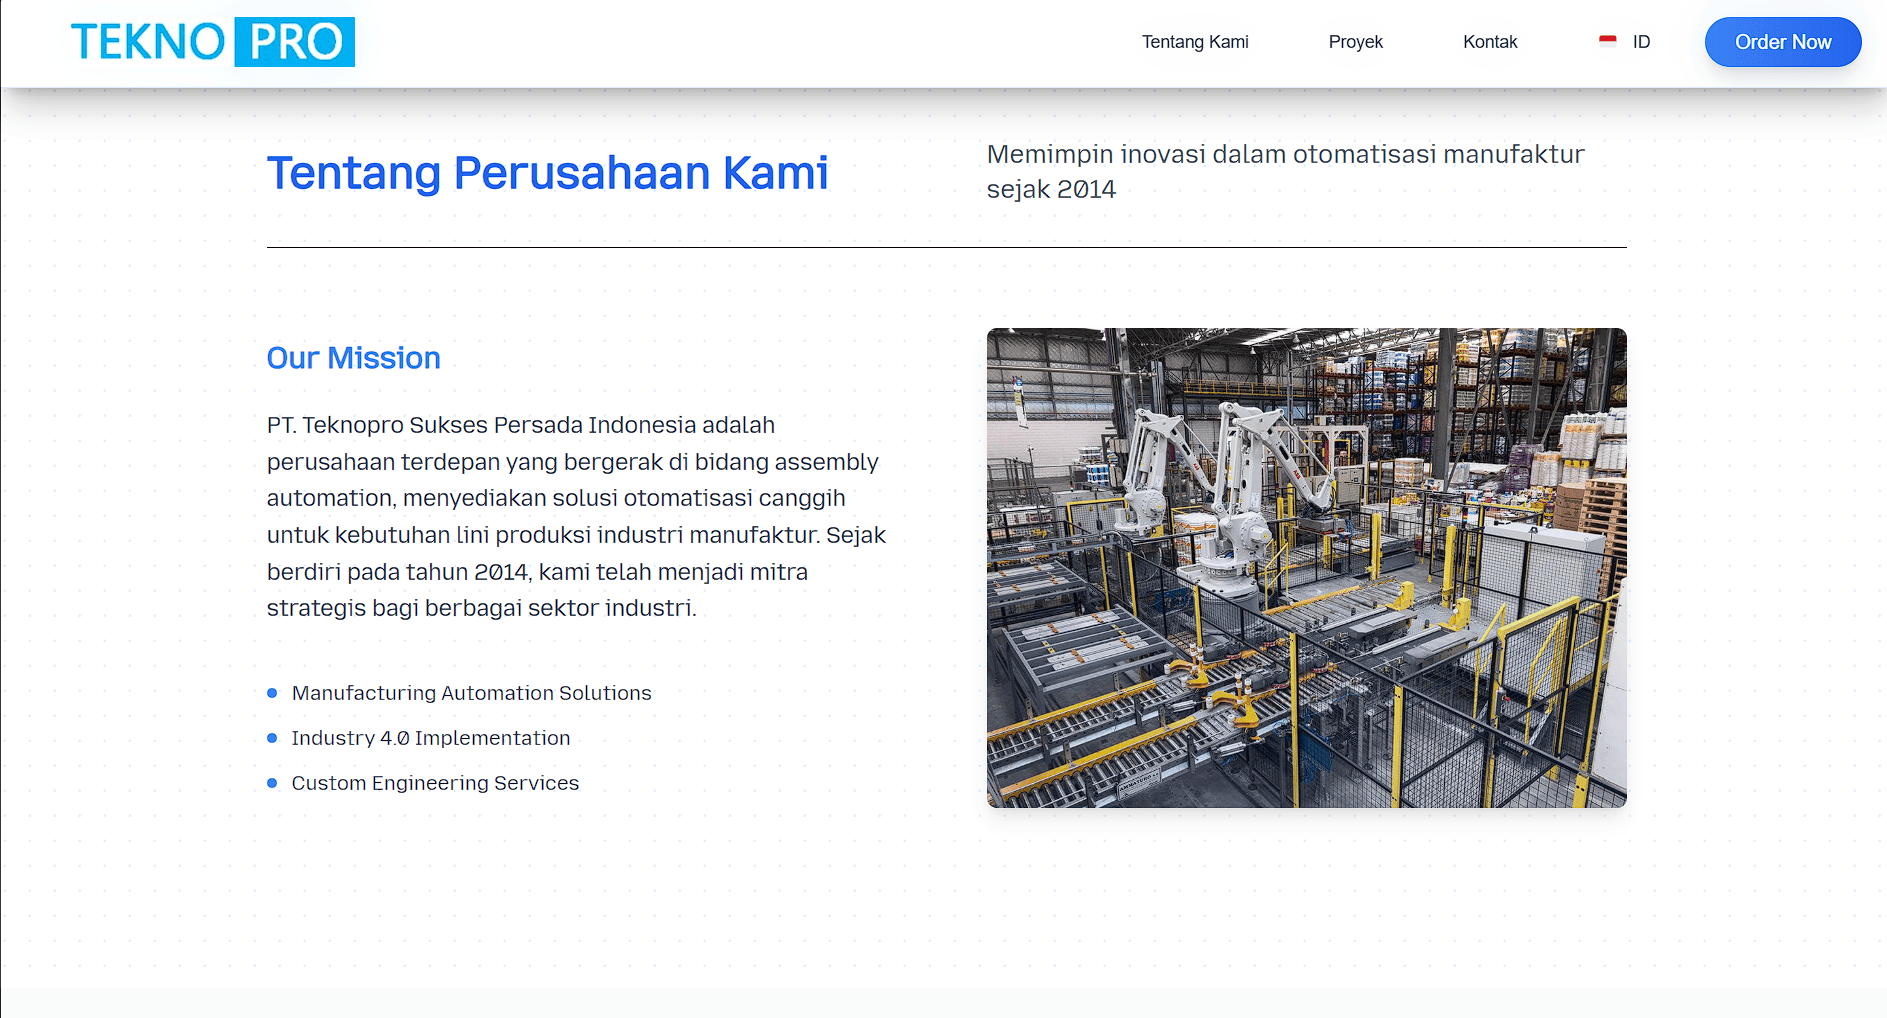 TEKNO PRO
Tentang Kami
Proyek
Kontak
ID
Order Now
Tentang Perusahaan Kami
Memimpin inovasi dalam otomatisasi manufaktur
sejak 2014
Our Mission
PT. Teknopro Sukses Persada Indonesia adalah
perusahaan terdepan yang bergerak di bidang assembly
automation, menyediakan solusi otomatisasi canggih
untuk kebutuhan lini produksi industri manufaktur. Sejak
berdiri pada tahun 2014, kami telah menjadi mitra
strategis bagi berbagai sektor industri.
Manufacturing Automation Solutions
Industry 4.0 Implementation
Custom Engineering Services